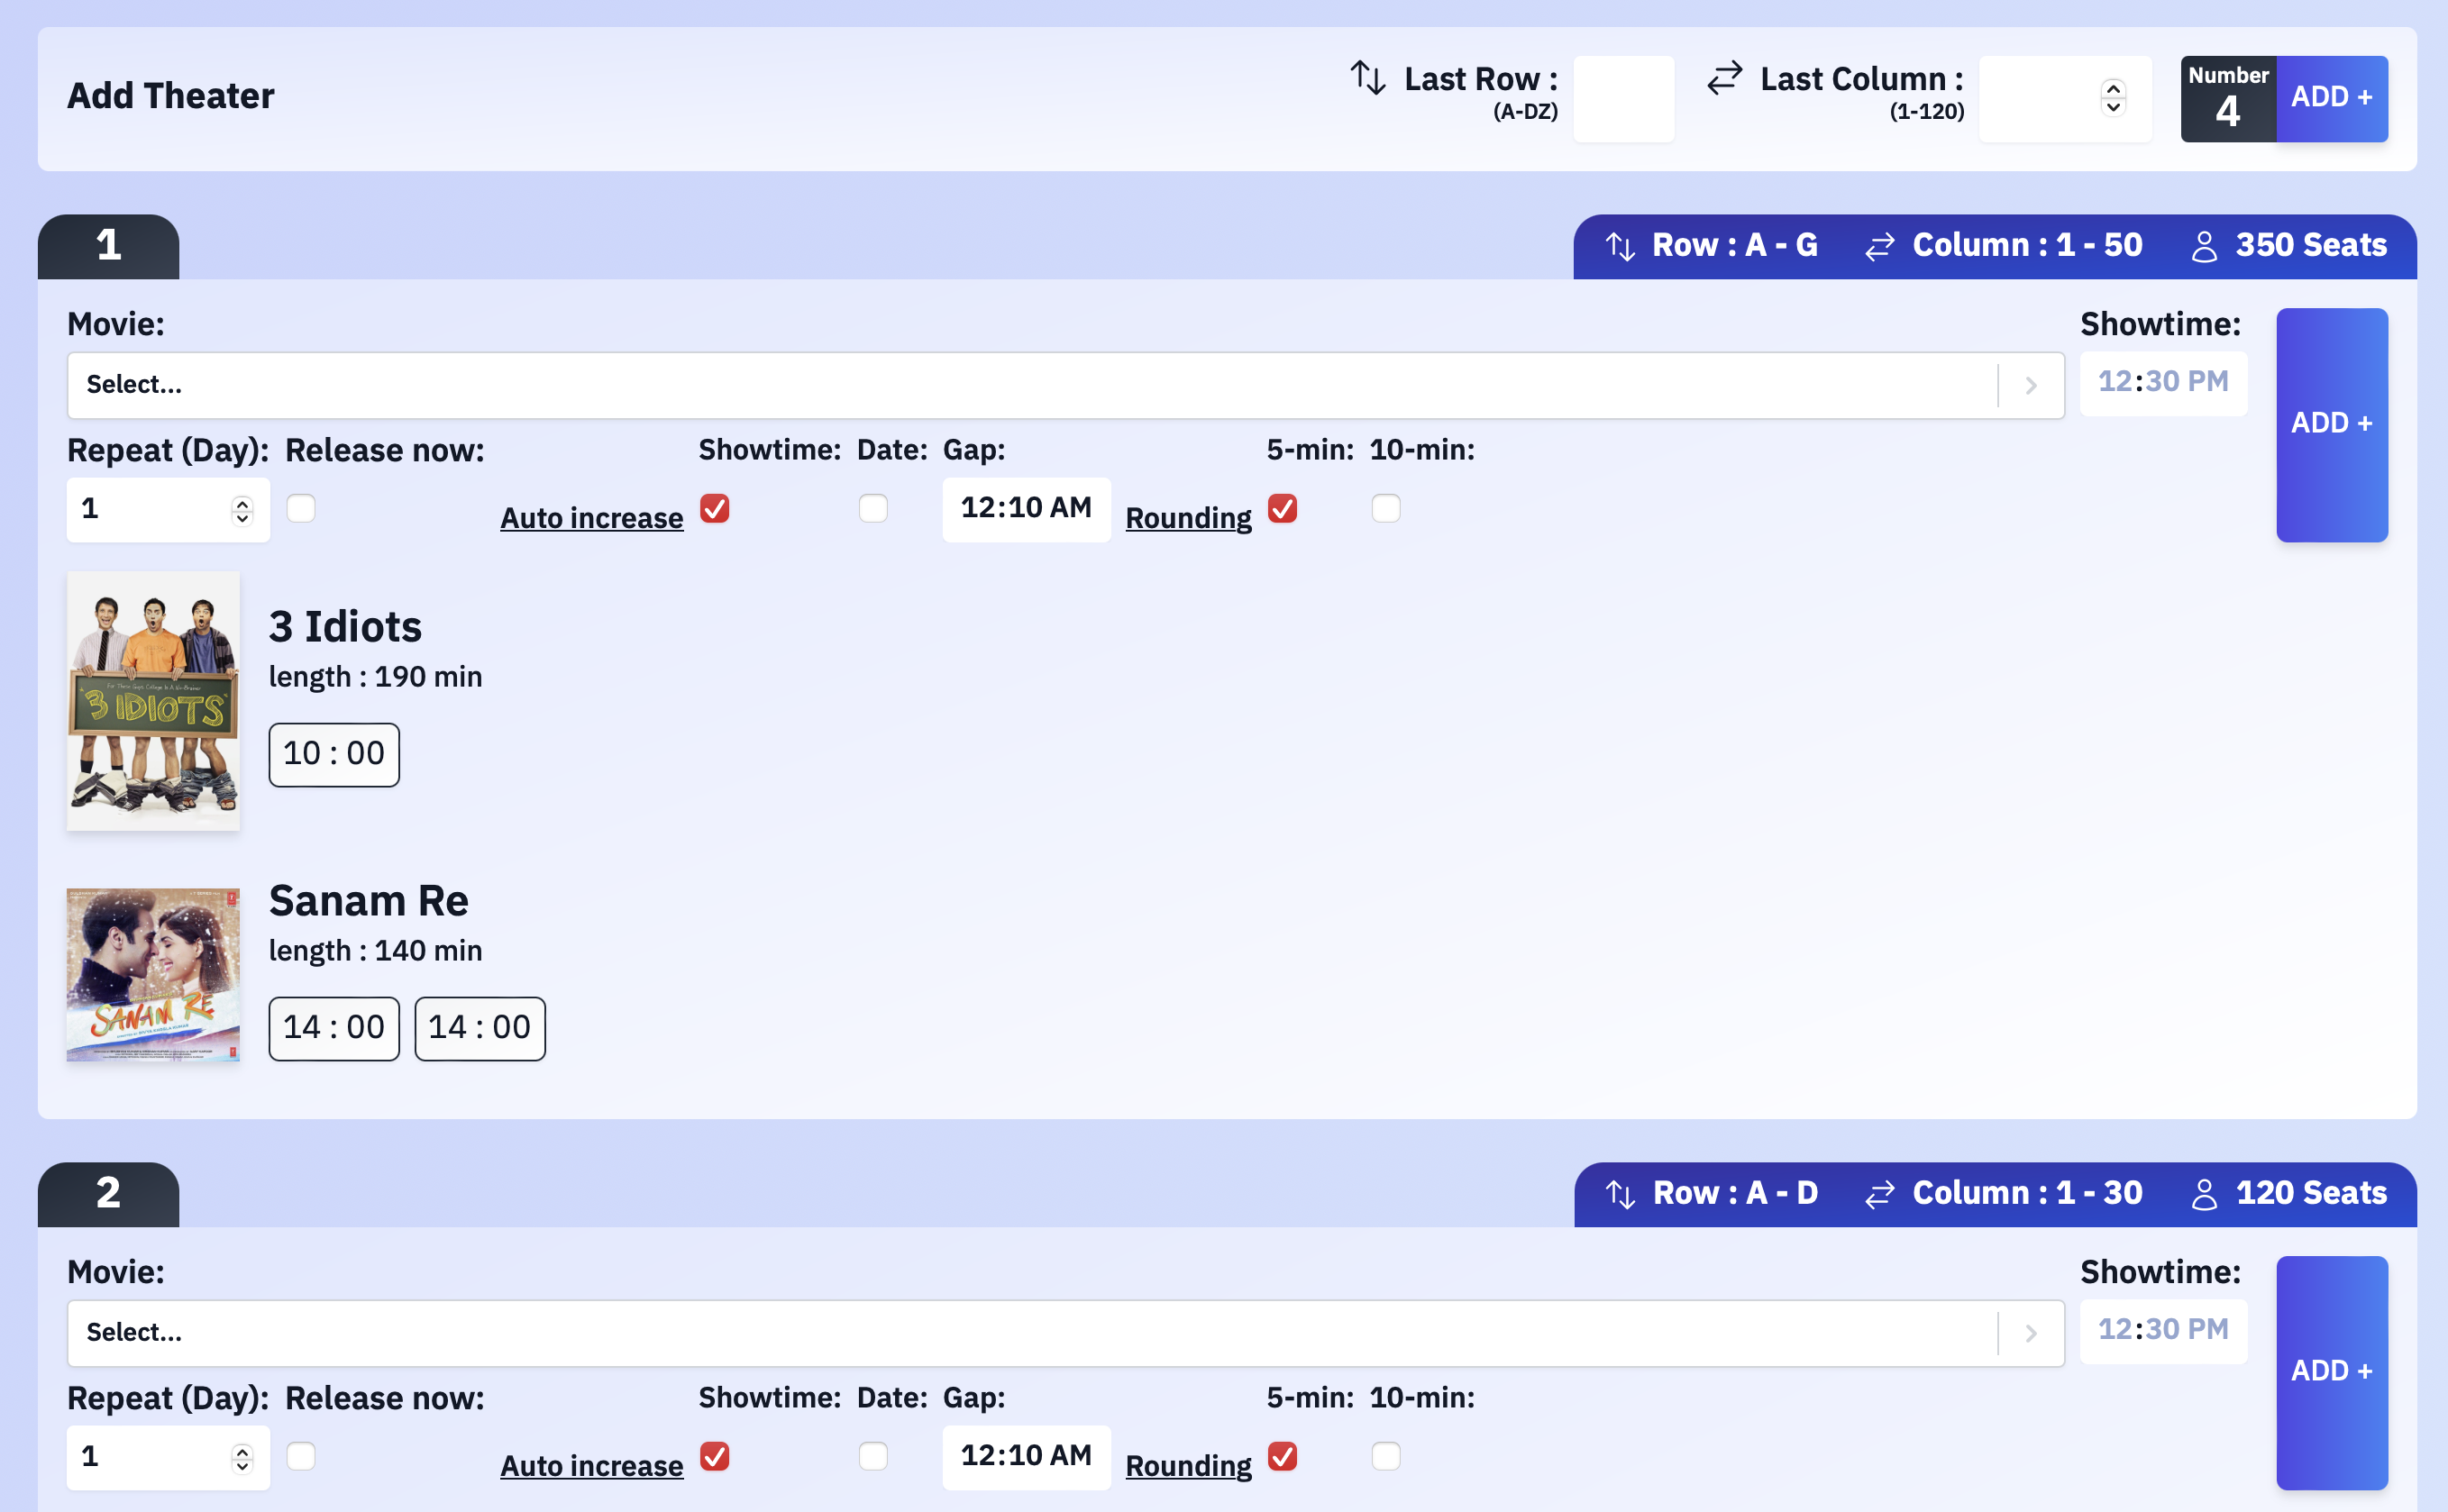 Add Theater
Last Row :
(A-DZ)
Last Column :
(1-120)
Number
4
ADD +
1
Row : A - G
Column : 1 - 50
350 Seats
Movie:
Showtime:
Select...
12:30 PM
ADD +
Repeat (Day):
Release now:
Showtime:
Date:
Gap:
5-min:
10-min:
1
Auto increase
12:10 AM
Rounding
3 IDIOTS
3 Idiots
length : 190 min
10 : 00
SANAM RE
Sanam Re
length : 140 min
14 : 00
14 : 00
2
Row : A - D
Column : 1 - 30
120 Seats
Movie:
Showtime:
Select...
12:30 PM
ADD +
Repeat (Day):
Release now:
Showtime:
Date:
Gap:
5-min:
10-min:
1
Auto increase
12:10 AM
Rounding